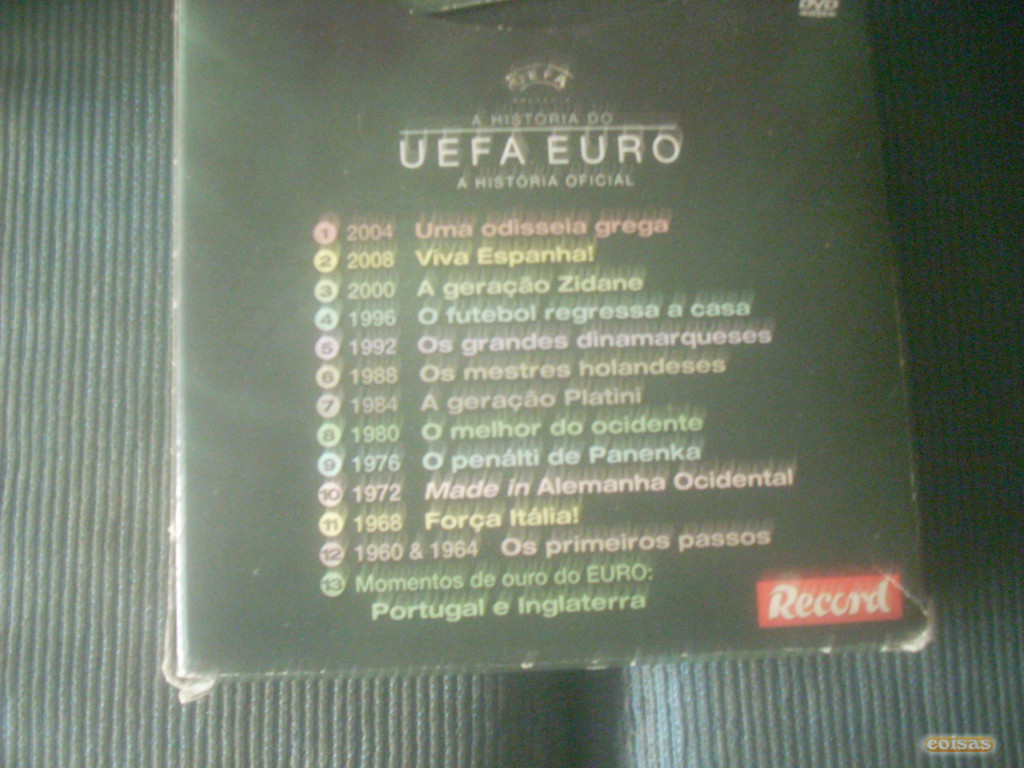 DVD
UEFA
A HISTÓRIA DO
UEFA EURO
A HISTÓRIA OFICIAL
1 2004 Uma odisseia grega
2 2008 Viva Espanha!
3 2000 A geração Zidane
4 1996 O futebol regressa a casa
5 1992 Os grandes dinamarqueses
6 1988 Os mestres holandeses
7 1984 A geração Platini
8 1980 O melhor do ocidente
9 1976 O penálti de Panenka
10 1972 Made in Alemanha Ocidental
11 1968 Força Itália!
12 1960 & 1964 Os primeiros passos
13 Momentos de ouro do EURO:
Portugal e Inglaterra
Record
coisas